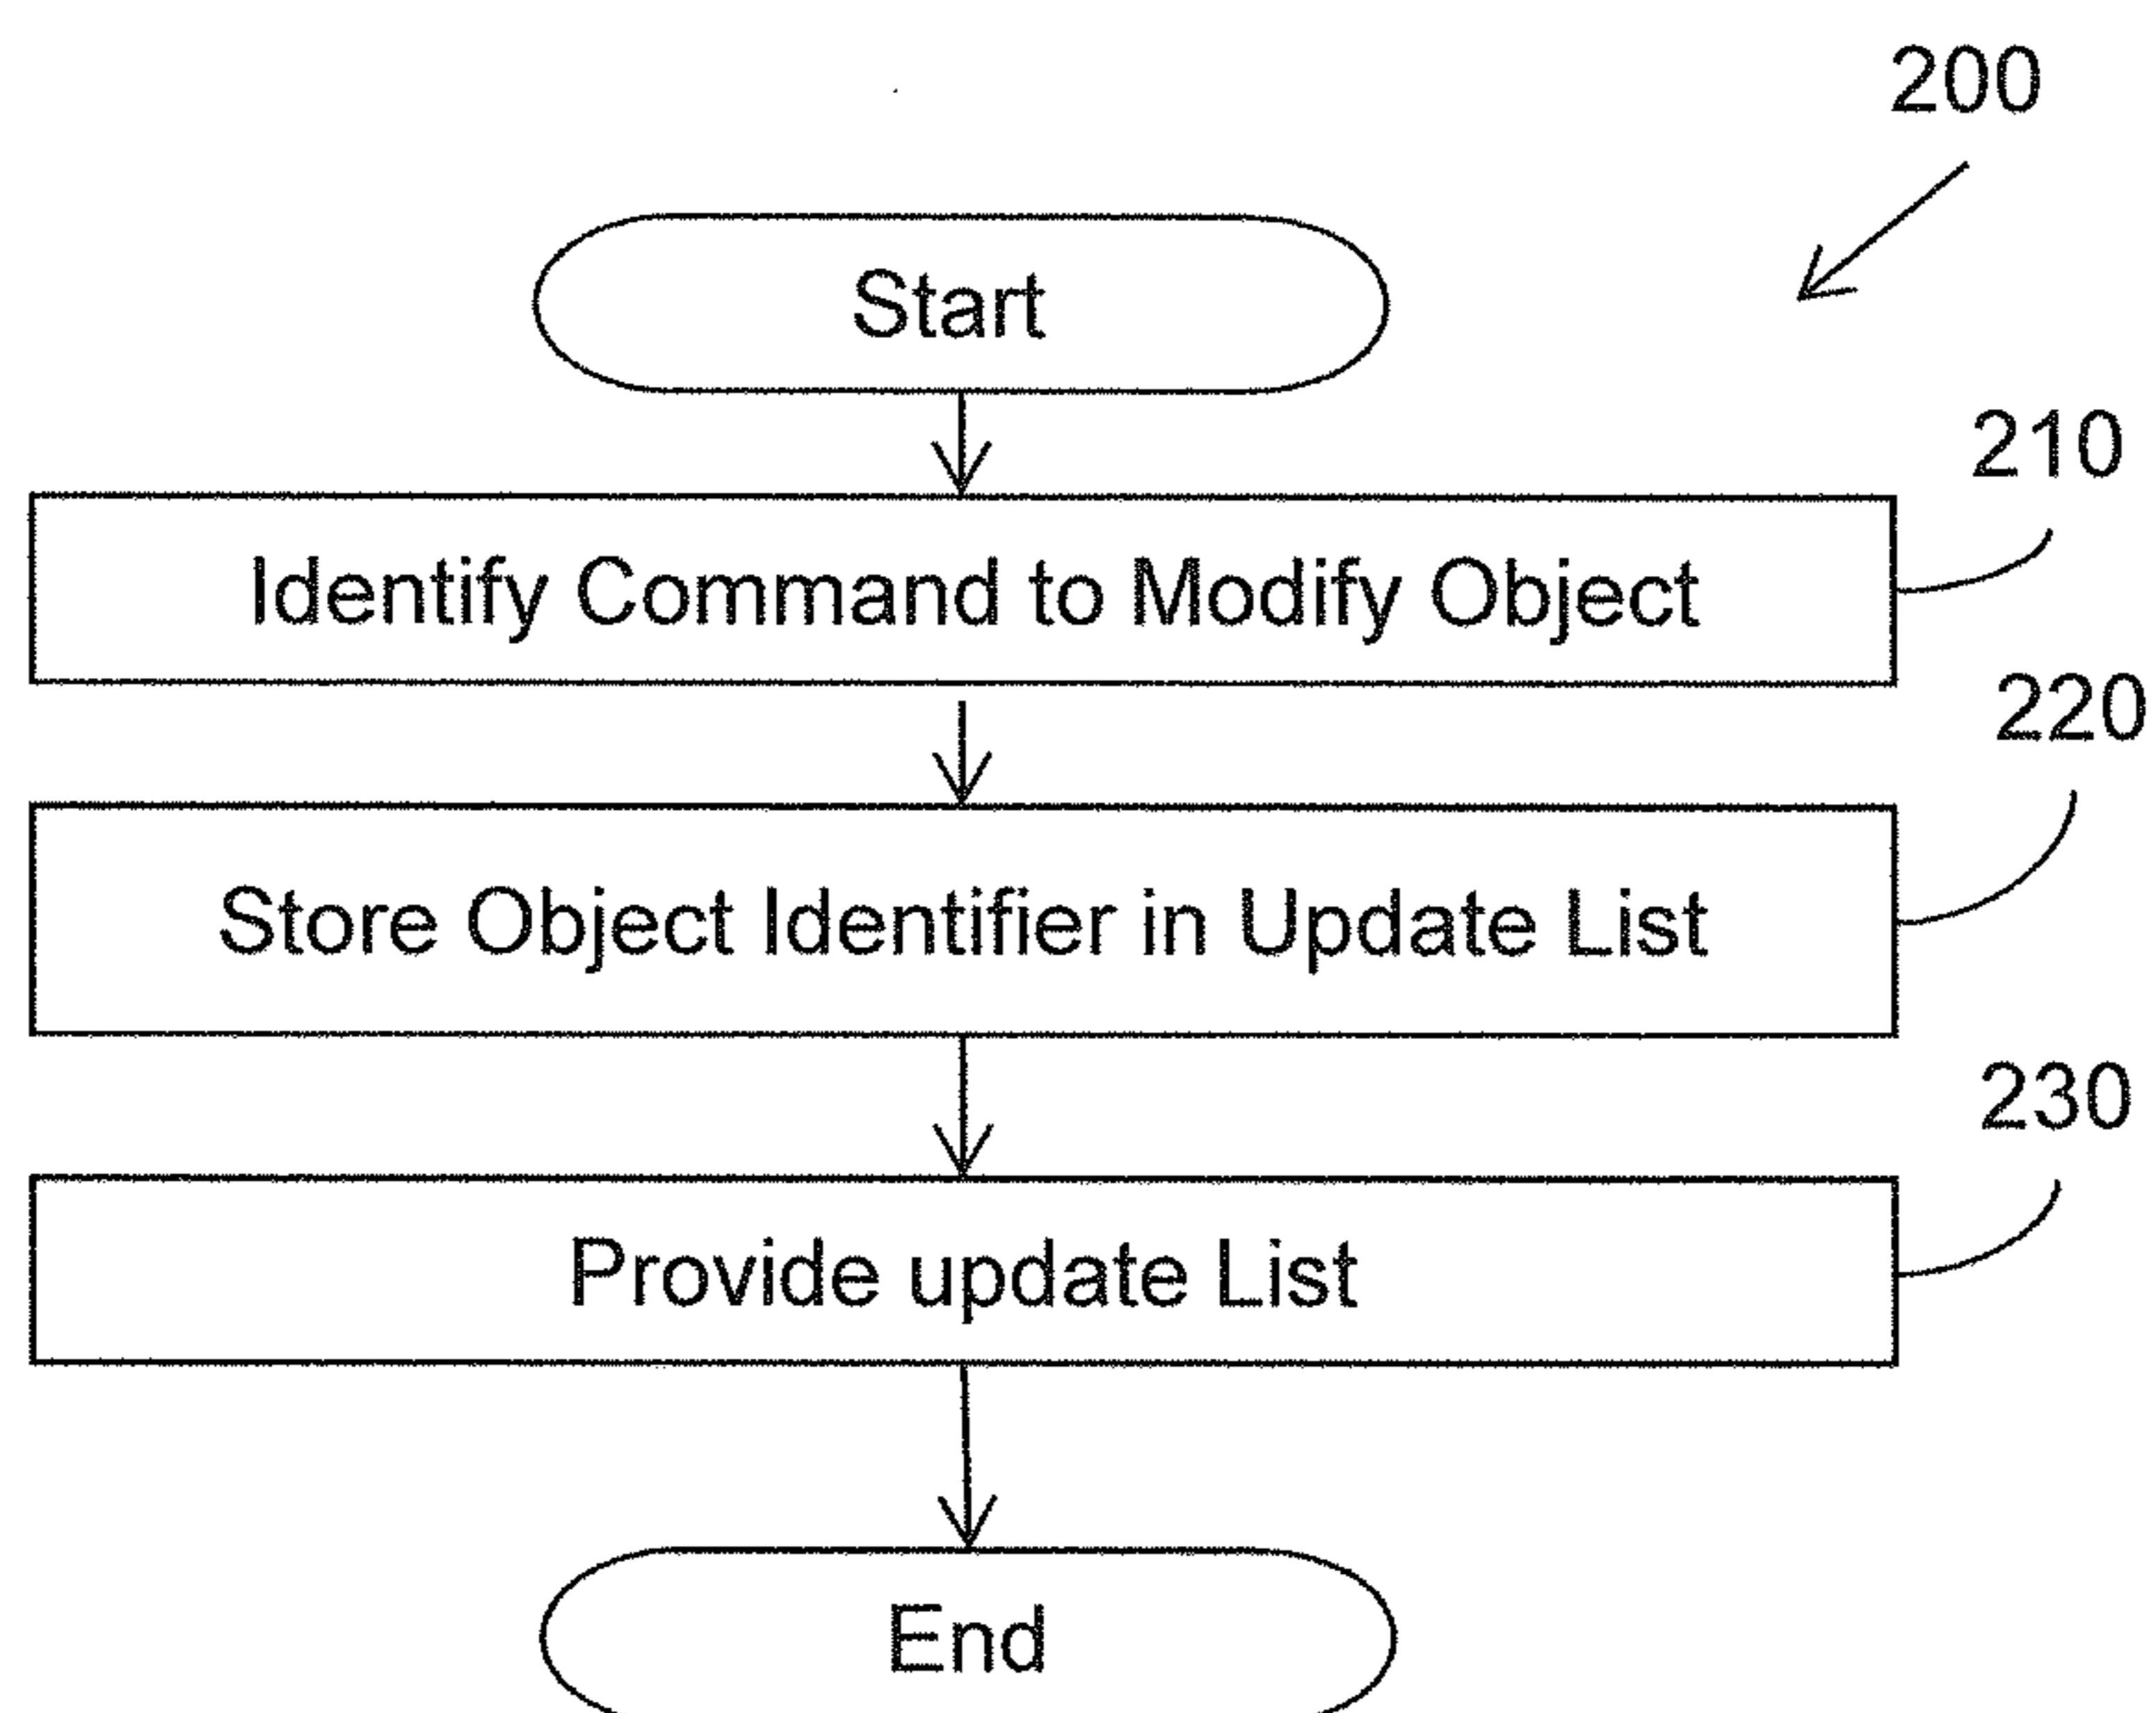 200
Start
210
Identify Command to Modify Object
220
Store Object Identifier in Update List
230
Provide update List
End